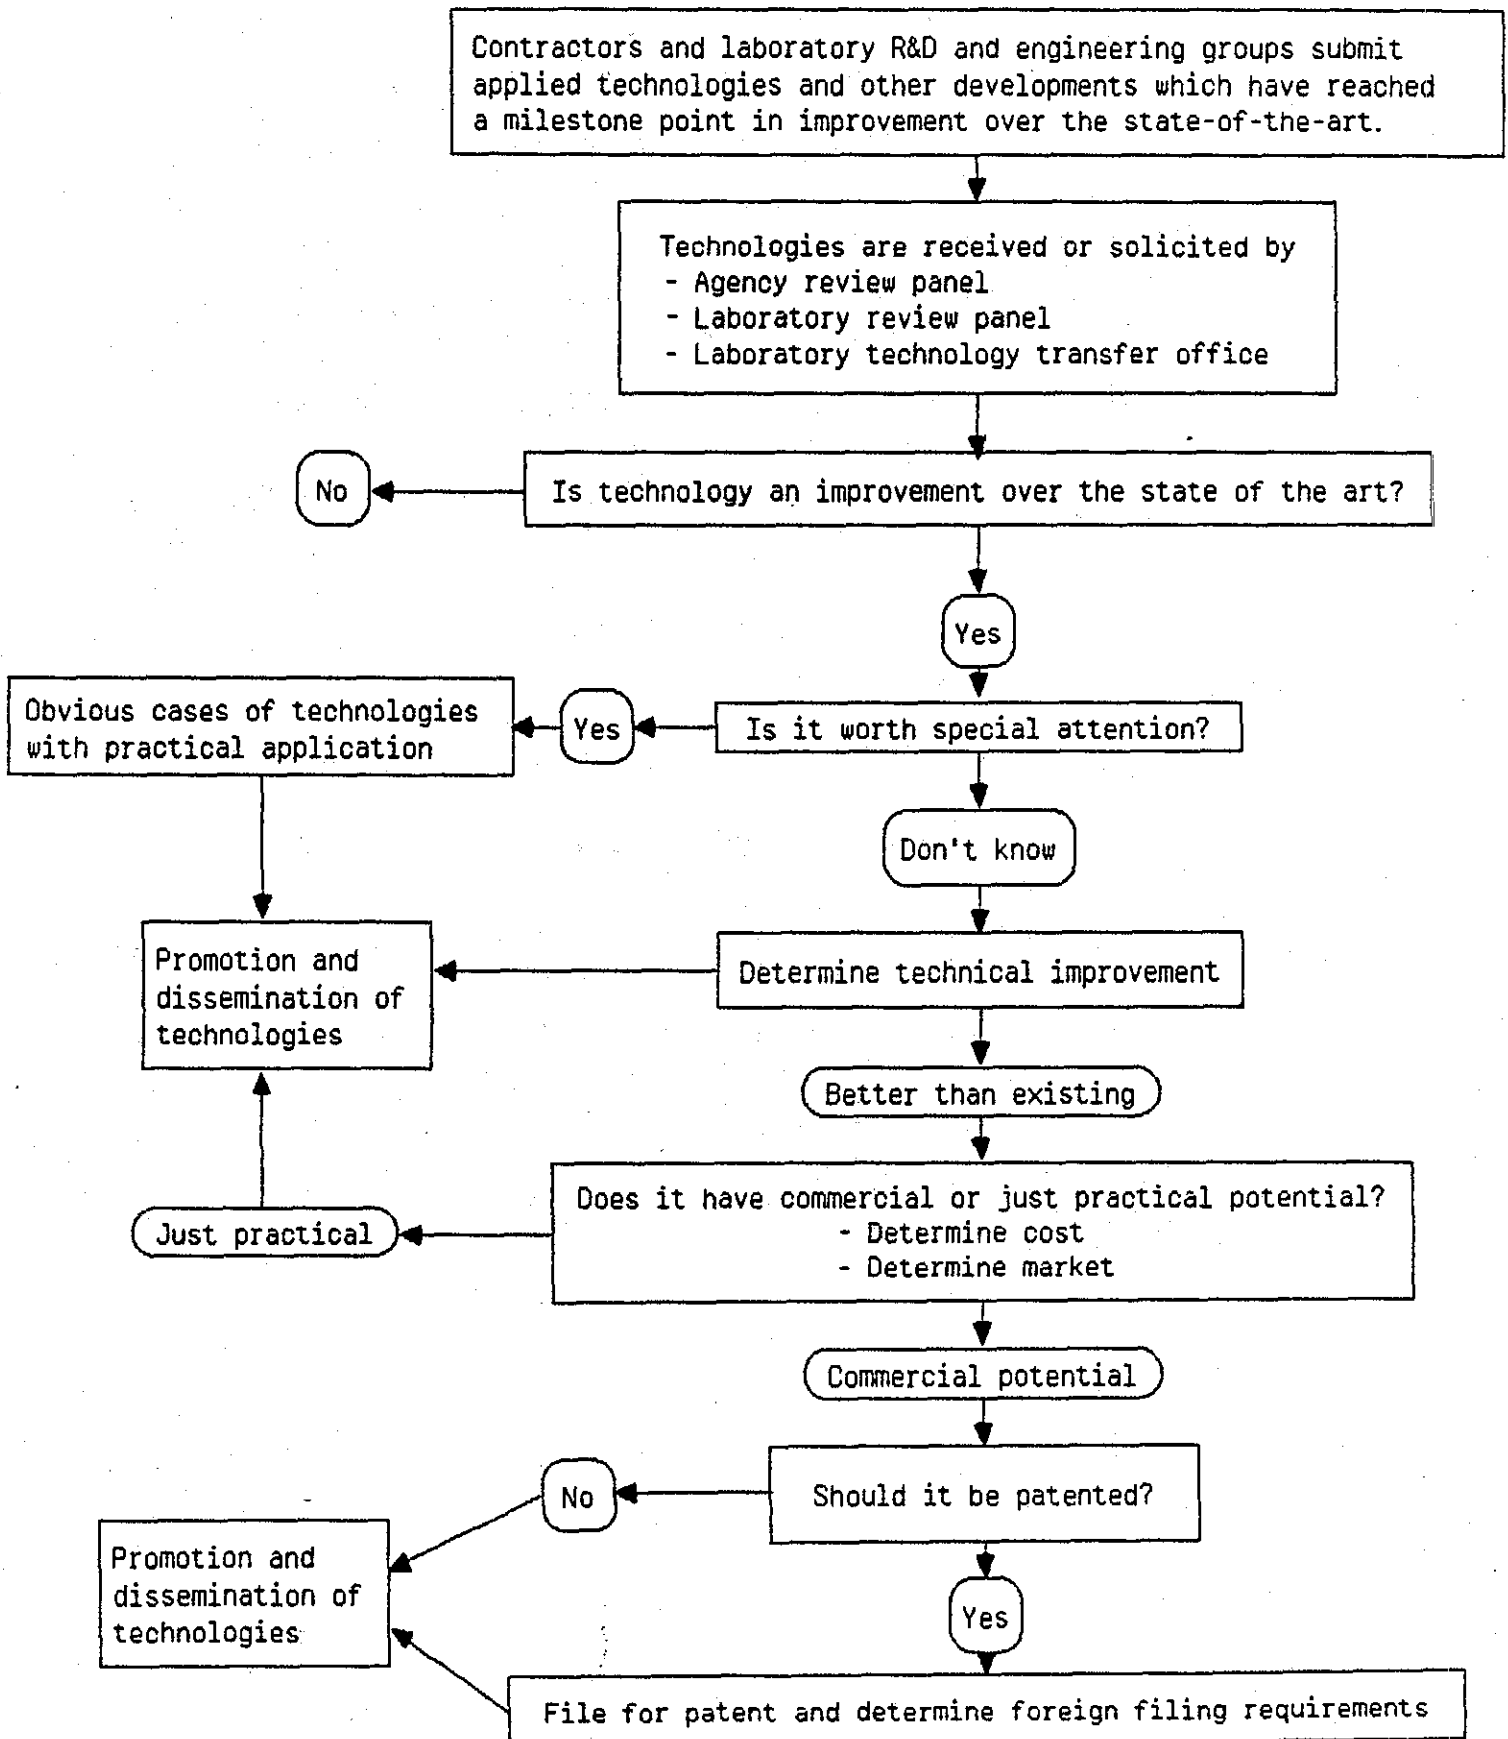 Contractors and laboratory R&D and engineering groups submit
applied technologies and other developments which have reached
a milestone point in improvement over the state-of-the-art.
Technologies are received or solicited by
- Agency review panel
- Laboratory review panel
- Laboratory technology transfer office
No
Is technology an improvement over the state of the art?
Yes
Obvious cases of technologies
with practical application
Yes
Is it worth special attention?
Don't know
Promotion and
dissemination of
technologies
Determine technical improvement
Better than existing
Does it have commercial or just practical potential?
- Determine cost
- Determine market
Just practical
Commercial potential
No
Should it be patented?
Promotion and
dissemination of
technologies
Yes
File for patent and determine foreign filing requirements